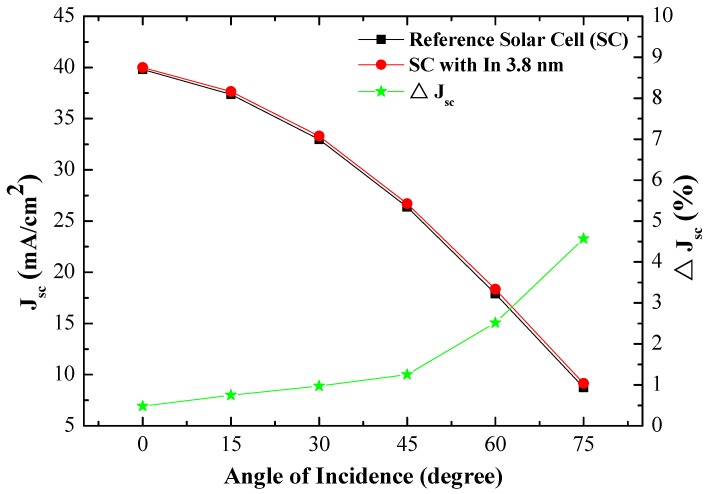 Reference Solar Cell (SC)
SC with In 3.8 nm
△ Jsc
45
40
35
30
25
20
15
10
5
Jsc (mA/cm2)
10
9
8
7
6
5
4
3
2
1
0
△ Jsc (%)
0 15 30 45 60 75
Angle of Incidence (degree)